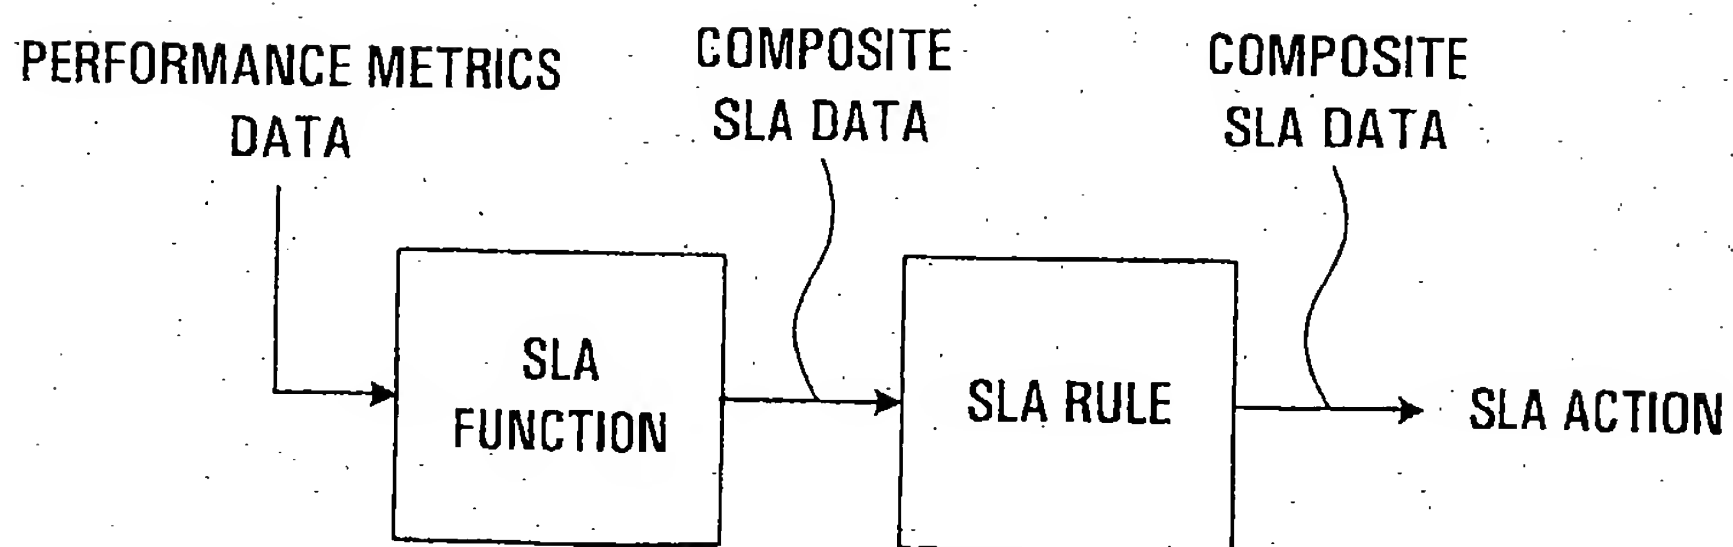 PERFORMANCE METRICS
DATA
COMPOSITE
SLA DATA
COMPOSITE
SLA DATA
SLA
FUNCTION
SLA RULE
SLA ACTION